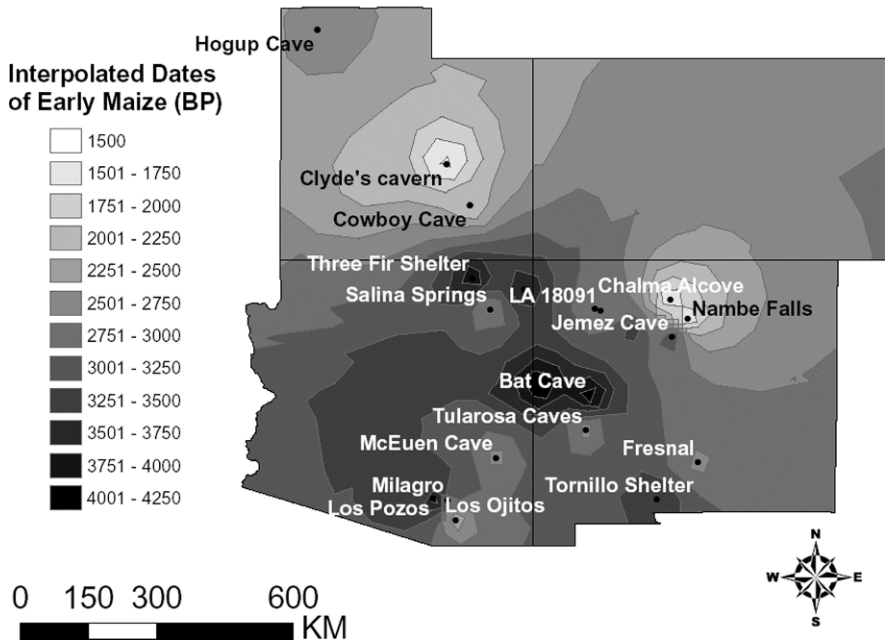 Hogup Cave
Interpolated Dates
of Early Maize (BP)
1500
1501 - 1750
1751 - 2000
2001 - 2250
2251 - 2500
2501 - 2750
2751 - 3000
3001 - 3250
3251 - 3500
3501 - 3750
3751 - 4000
4001 - 4250
Clyde's cavern
Cowboy Cave
Three Fir Shelter
Salina Springs
LA 18091
Chalma Alcove
Nambe Falls
Jemez Cave
Bat Cave
Tularosa Caves
McEuen Cave
Fresnal
Milagro
Tornillo Shelter
Los Pozos
Los Ojitos
N
W
E
S
0 150 300 600
KM